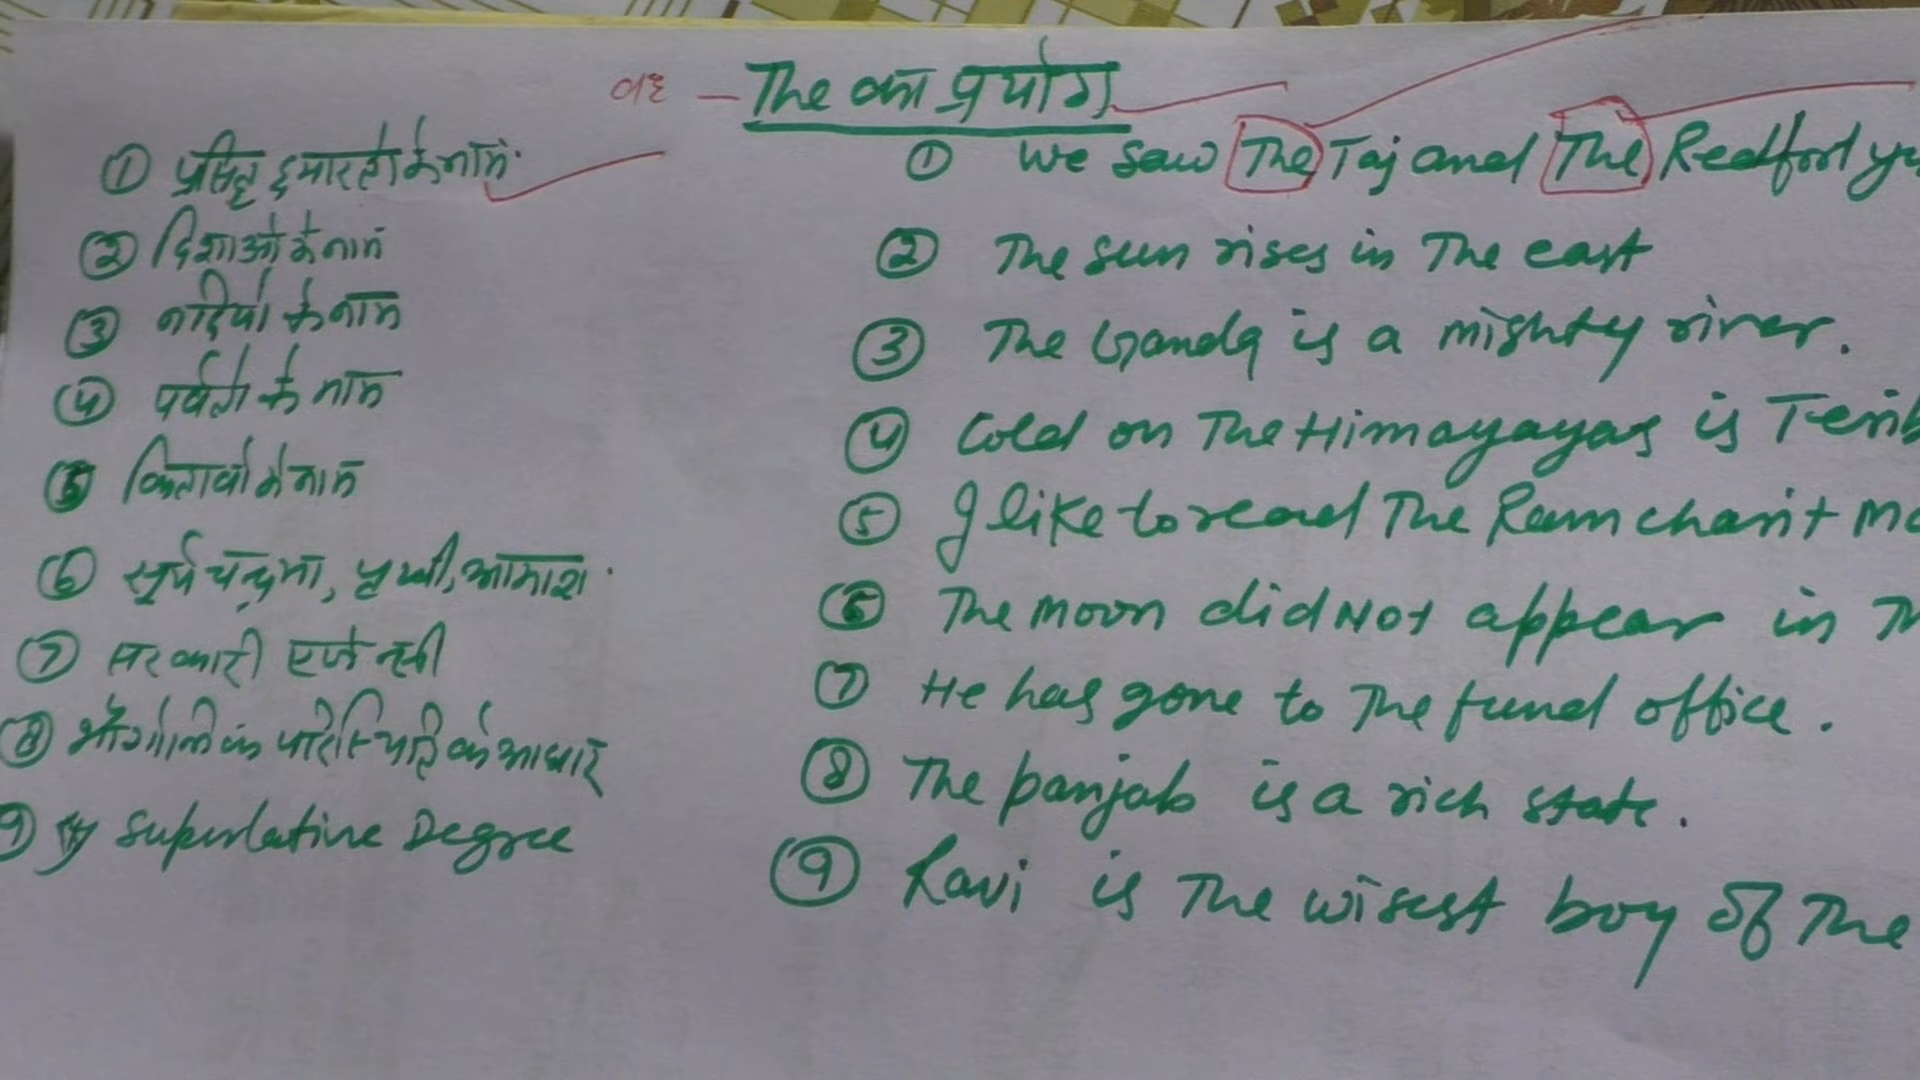 वह - The का प्रयोग
① प्रसिद्ध इमारतों के नाम
② दिशाओं के नाम
③ नदियों के नाम
④ पर्वतों के नाम
⑤ किताबों के नाम
⑥ सूर्य चन्द्रमा, पृथ्वी, आकाश
⑦ सरकारी एजेन्सी
⑧ भौगोलिक परिस्थिति के आधार
⑨ Superlative Degree
① We saw The Taj and The Redfort
② The sun rises in The east
③ The Ganda is a mighty river.
④ Cold on The Himayayas is
⑤ I like to read The Ram charit
⑥ The moon did Not appear in
⑦ He has gone to The fund office.
⑧ The panjab is a rich state.
⑨ Ravi is The wisest boy of The